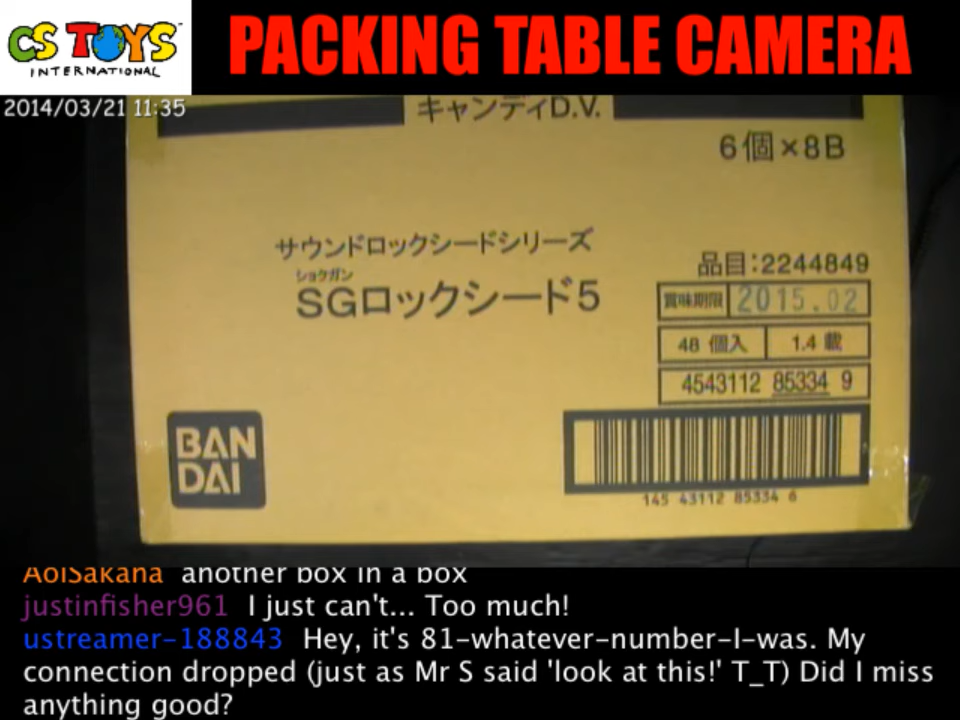 CS TOYS
INTERNATIONAL
PACKING TABLE CAMERA
2014/03/21 11:35
キャンディD.V.
6個×8B
サウンドロックシードシリーズ
ショクガン
SGロックシード5
品目:2244849
賞味期限 2015.02
48 個入 1.4 載
4543112 85334 9
BAN
DAI
145 43112 85334 6
AoiSakana another box in a box
justinfisher961 I just can't... Too much!
ustreamer-188843 Hey, it's 81-whatever-number-I-was. My
connection dropped (just as Mr S said 'look at this!' T_T) Did I miss
anything good?